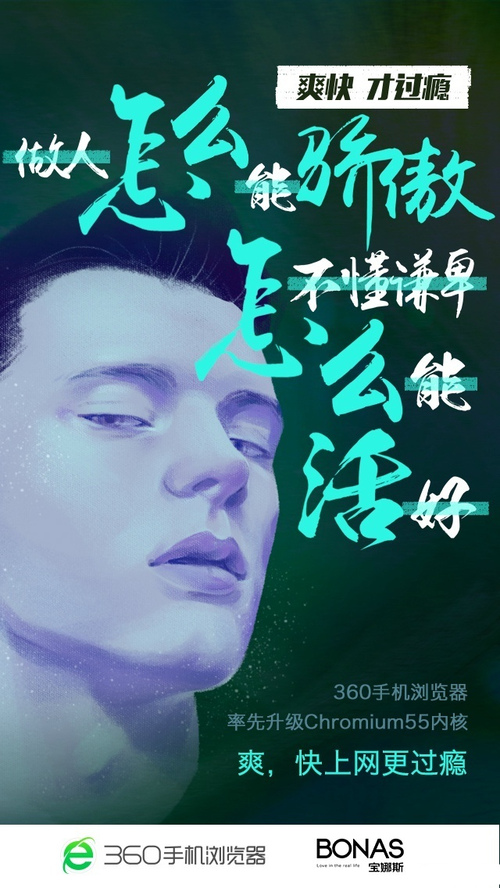 爽快 才过瘾
做人怎么能骄傲
怎不懂谦卑
么能
活好
360手机浏览器
率先升级Chromium55内核
爽，快上网更过瘾
360手机浏览器
BONAS
Love in the real life
宝娜斯